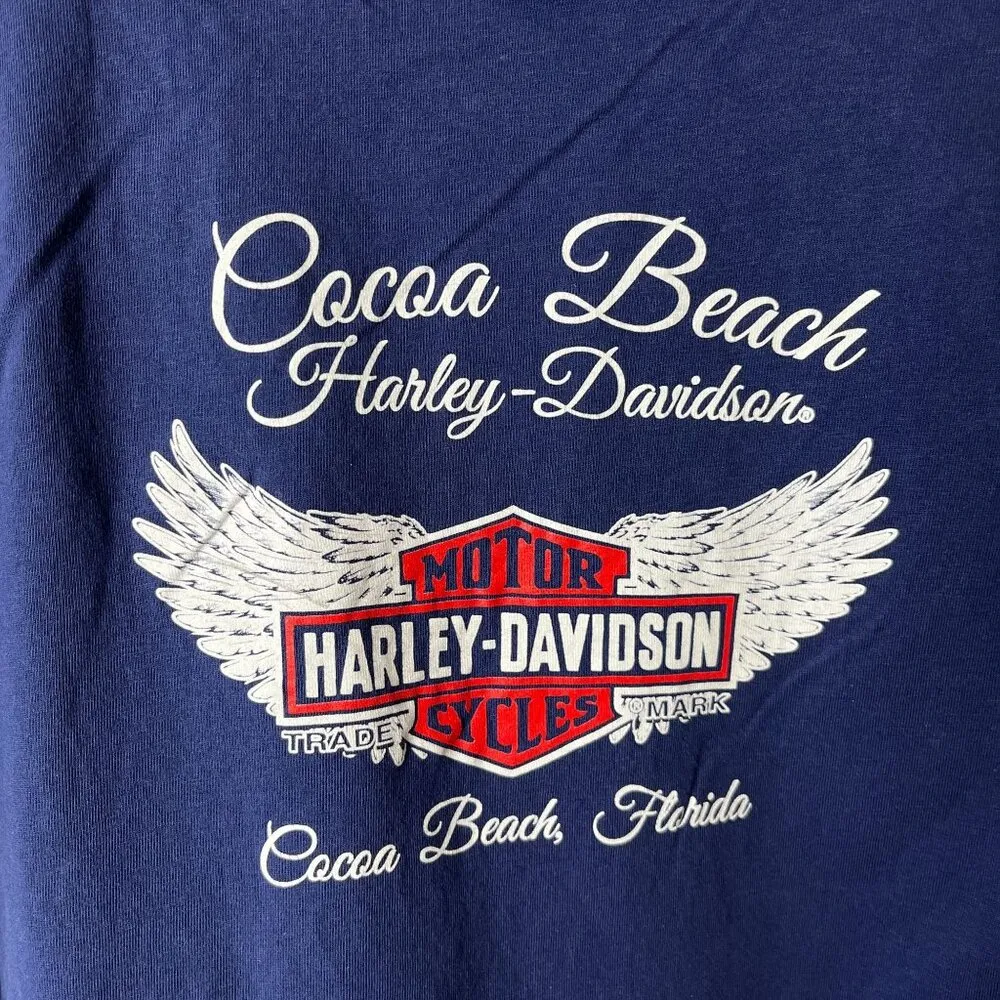 Cocoa Beach
Harley-Davidson®
MOTOR
HARLEY-DAVIDSON
CYCLES
TRADE ® MARK
Cocoa Beach, Florida